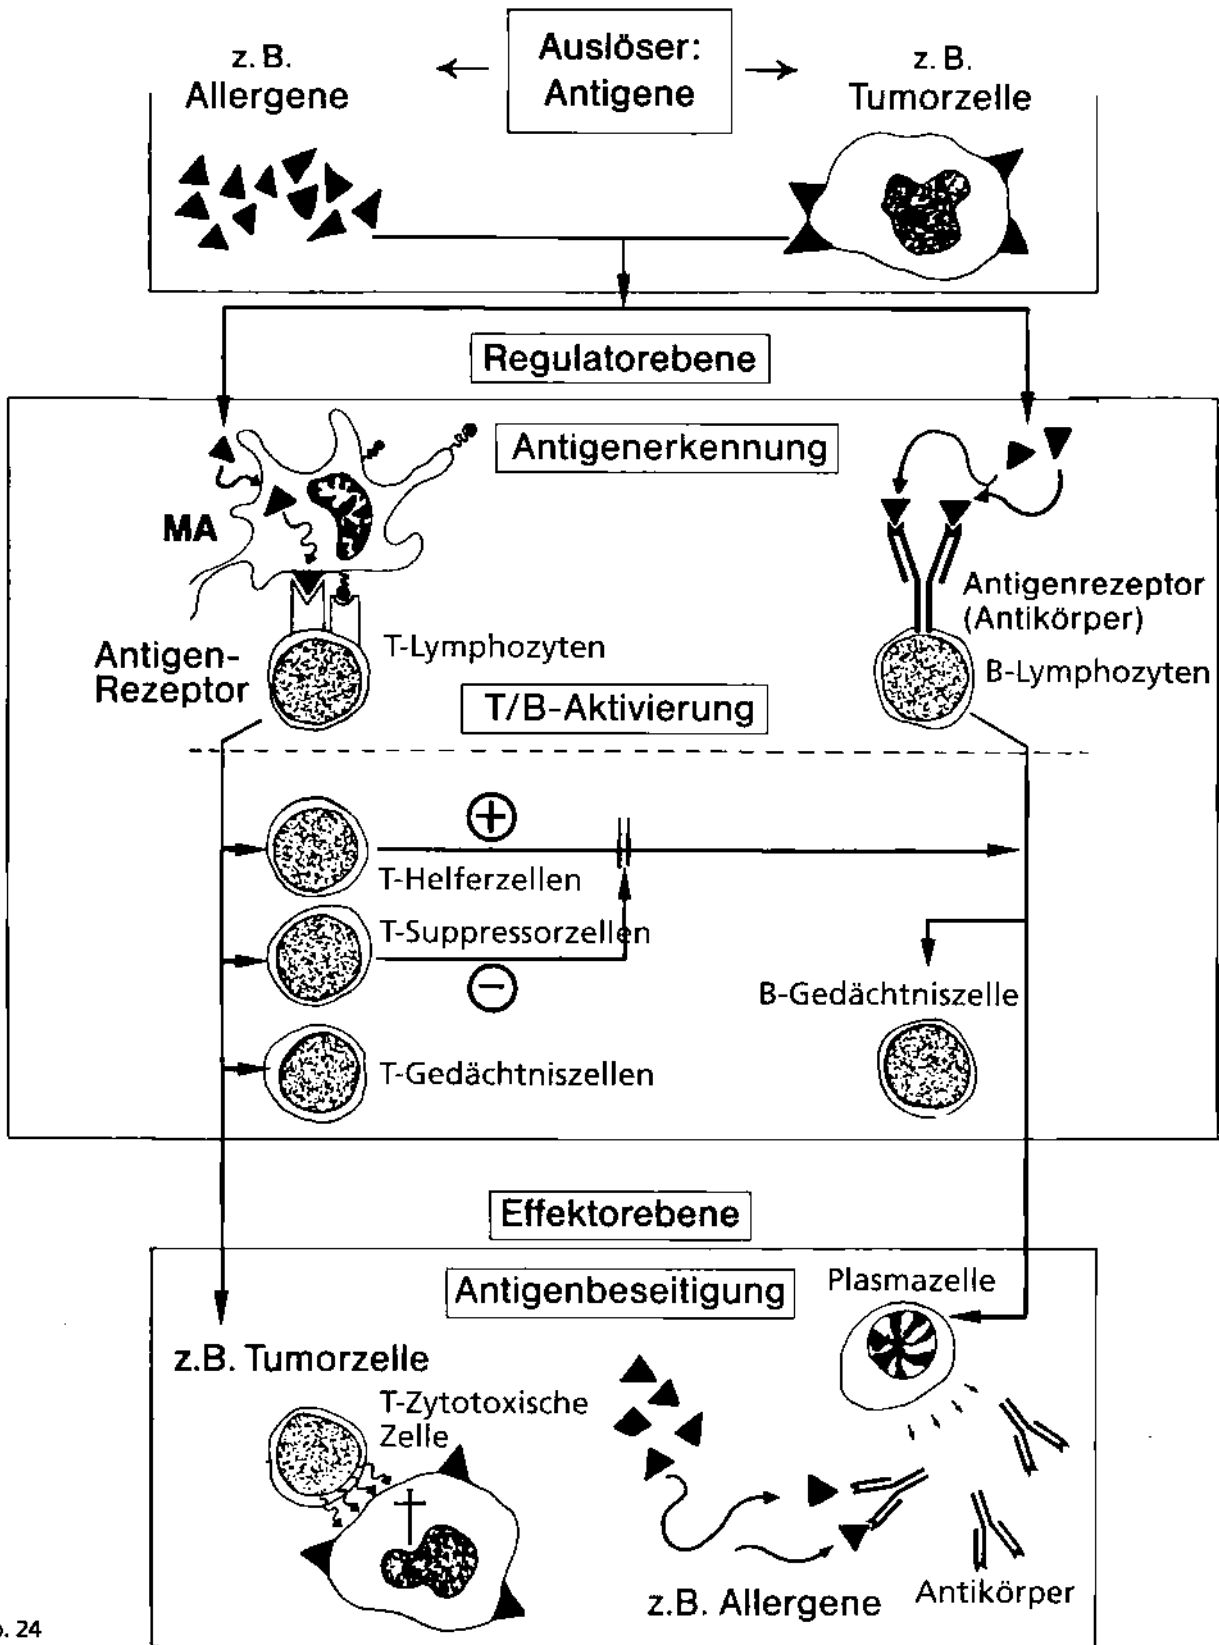 Auslöser:
Antigene
z. B.
Allergene
z. B.
Tumorzelle
Regulatorebene
Antigenerkennung
MA
Antigen-
Rezeptor
T-Lymphozyten
Antigenrezeptor
(Antikörper)
B-Lymphozyten
T/B-Aktivierung
+
T-Helferzellen
T-Suppressorzellen
−
B-Gedächtniszelle
T-Gedächtniszellen
Effektorebene
Antigenbeseitigung
Plasmazelle
z.B. Tumorzelle
T-Zytotoxische
Zelle
z.B. Allergene
Antikörper
24